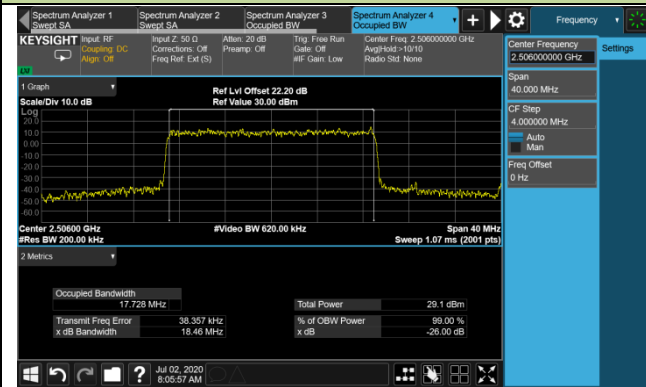 Spectrum Analyzer 1
Swept SA
Spectrum Analyzer 2
Swept SA
Spectrum Analyzer 3
Occupied BW
Spectrum Analyzer 4
Occupied BW
Frequency
KEYSIGHT
Input: RF
Coupling: DC
Align: Off
Input Z: 50 Ω
Corrections: Off
Freq Ref: Ext (S)
Atten: 20 dB
Preamp: Off
Trig: Free Run
Gate: Off
#IF Gain: Low
Center Freq: 2.506000000 GHz
Avg|Hold:>10/10
Radio Std: None
LV
Center Frequency
2.506000000 GHz
Settings
Span
40.000 MHz
CF Step
4.000000 MHz
Auto
Man
Freq Offset
0 Hz
1 Graph
Scale/Div 10.0 dB
Ref Lvl Offset 22.20 dB
Ref Value 30.00 dBm
Log
20.0
10.0
0.00
-10.0
-20.0
-30.0
-40.0
-50.0
-60.0
Center 2.50600 GHz
#Res BW 200.00 kHz
#Video BW 620.00 kHz
Span 40 MHz
Sweep 1.07 ms (2001 pts)
2 Metrics
Occupied Bandwidth
17.728 MHz
Total Power 29.1 dBm
Transmit Freq Error 38.357 kHz
% of OBW Power 99.00 %
x dB Bandwidth 18.46 MHz
x dB -26.00 dB
Jul 02, 2020
8:05:57 AM